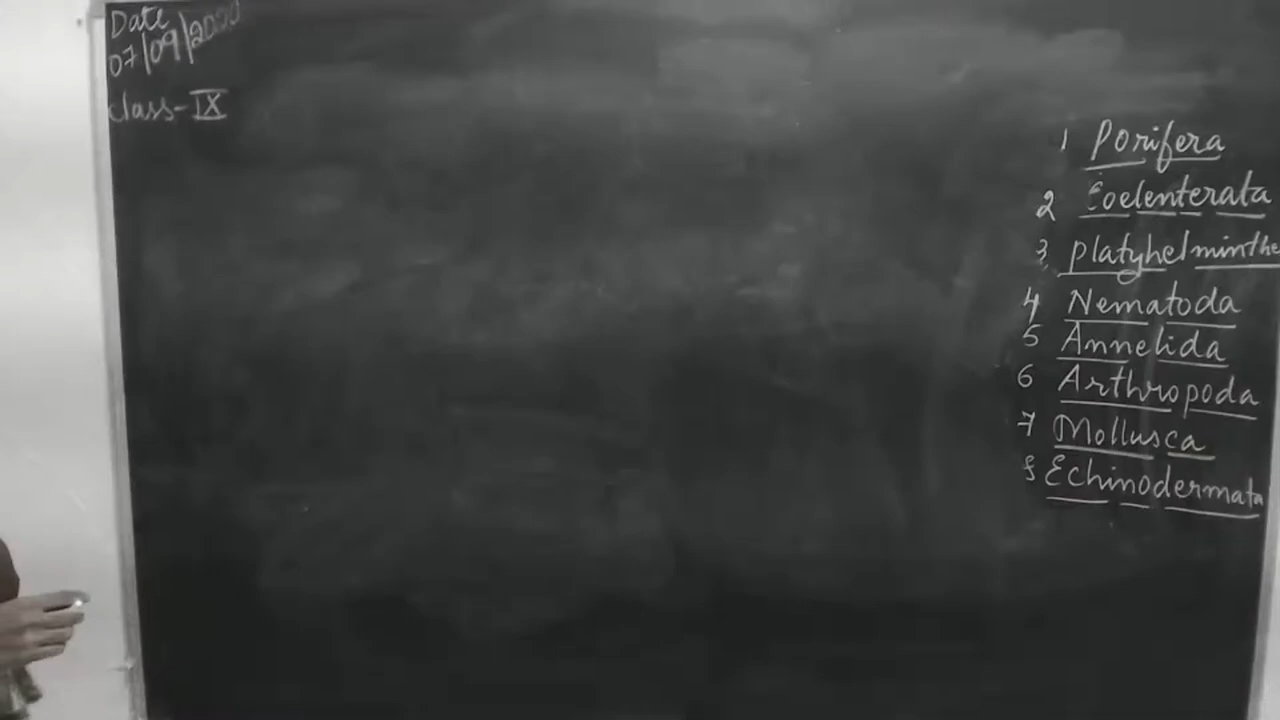 Date
07/09/2020
Class-IX
1 Porifera
2 Coelenterata
3 Platyhelminthe
4 Nematoda
5 Annelida
6 Arthropoda
7 Mollusca
8 Echinodermata